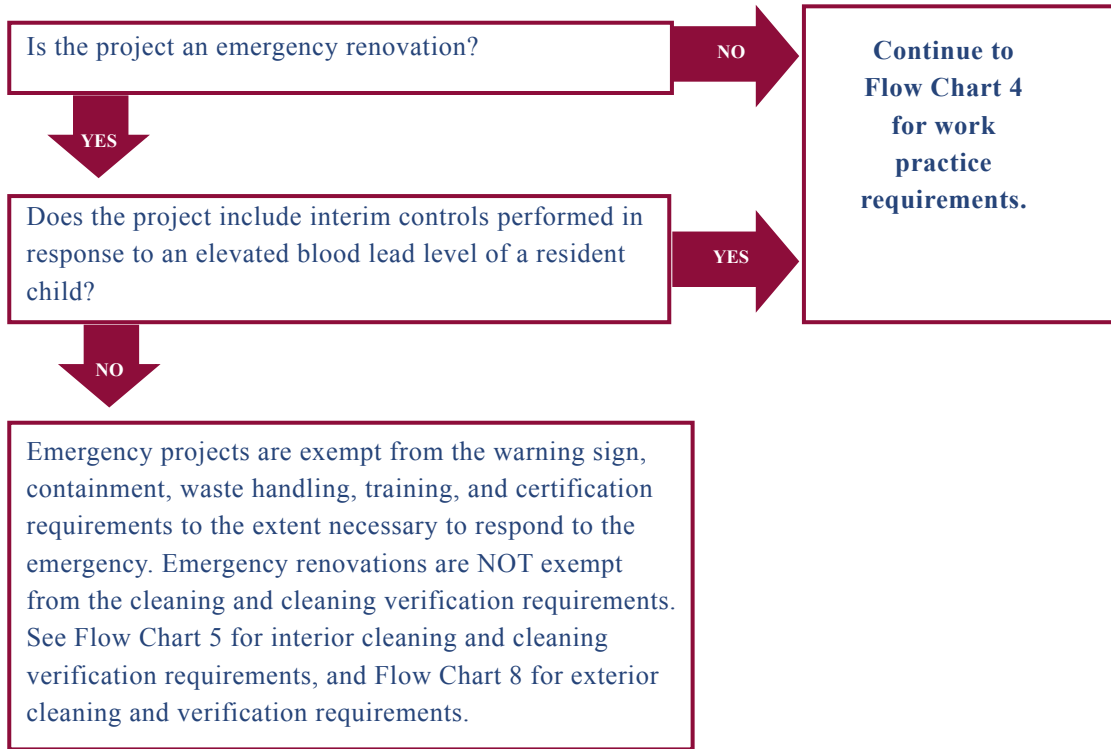 Is the project an emergency renovation?
NO
Continue to
Flow Chart 4
for work
practice
requirements.
YES
Does the project include interim controls performed in
response to an elevated blood lead level of a resident
child?
YES
NO
Emergency projects are exempt from the warning sign,
containment, waste handling, training, and certification
requirements to the extent necessary to respond to the
emergency. Emergency renovations are NOT exempt
from the cleaning and cleaning verification requirements.
See Flow Chart 5 for interior cleaning and cleaning
verification requirements, and Flow Chart 8 for exterior
cleaning and verification requirements.